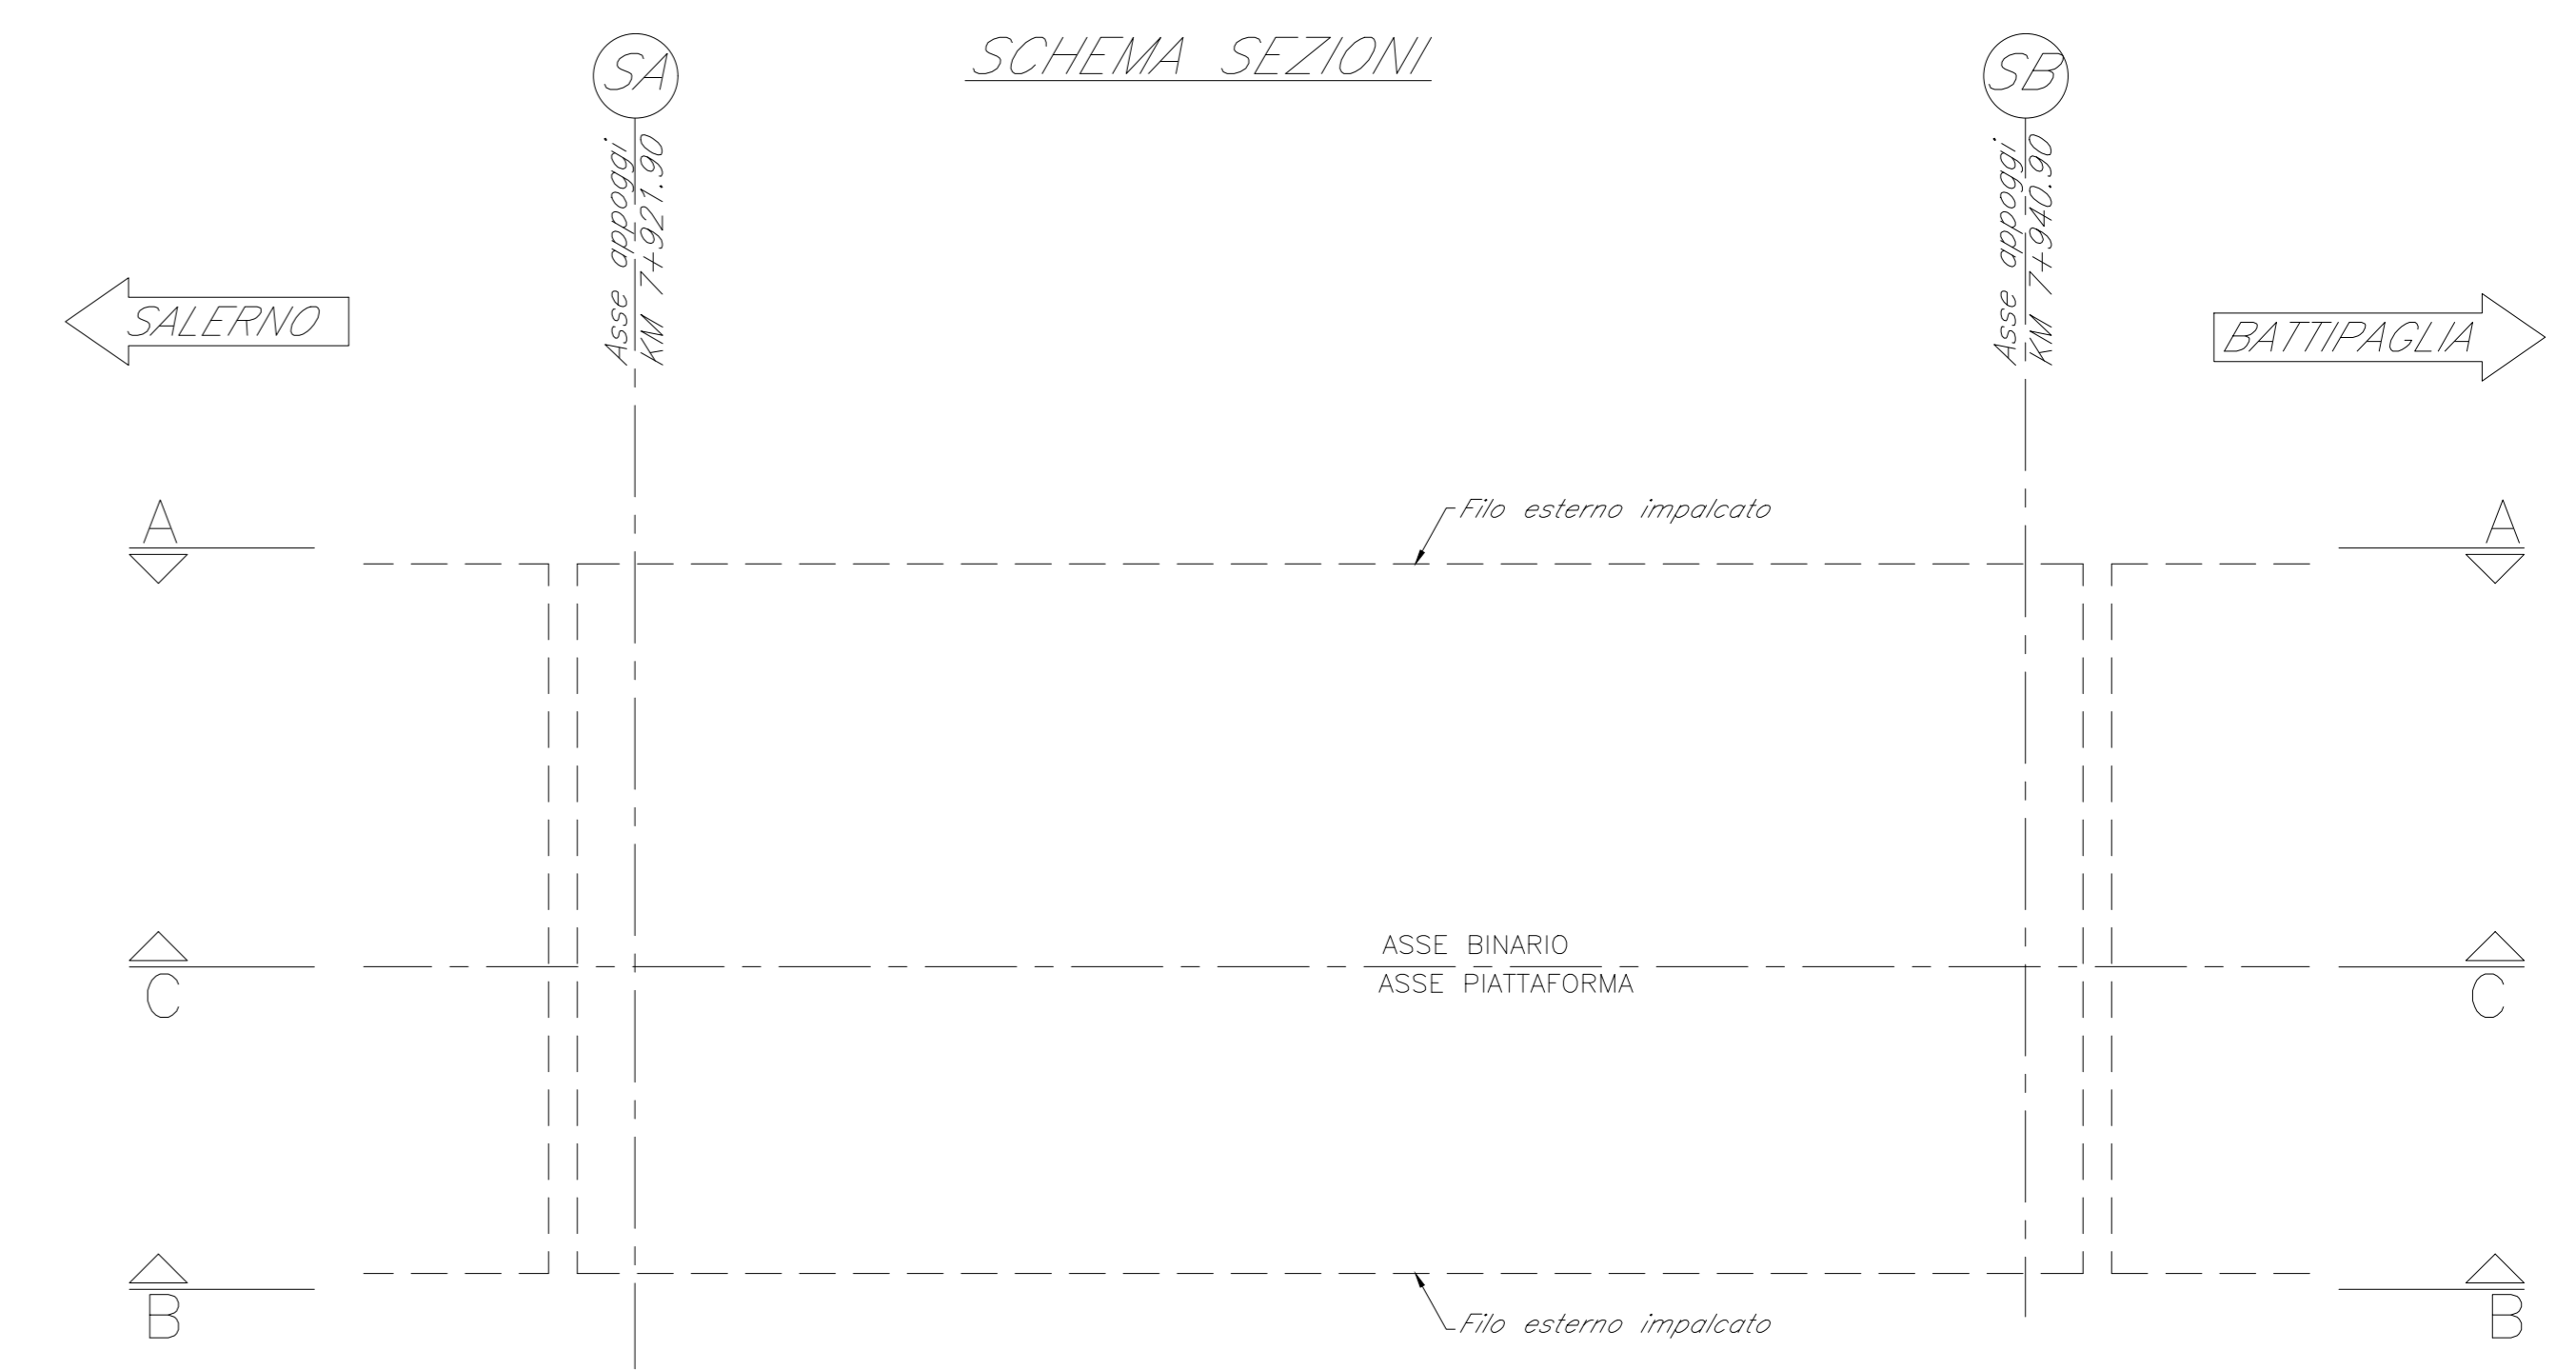 SCHEMA SEZIONI
SA
SB
Asse appoggi
KM 7+921.90
Asse appoggi
KM 7+940.90
SALERNO
BATTIPAGLIA
A
Filo esterno impalcato
A
ASSE BINARIO
ASSE PIATTAFORMA
C
C
B
Filo esterno impalcato
B